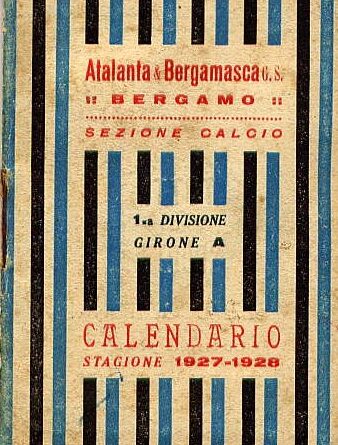 Atalanta & Bergamasca U. S.
:: BERGAMO ::
SEZIONE CALCIO
1.a DIVISIONE
GIRONE A
CALENDARIO
STAGIONE 1927-1928